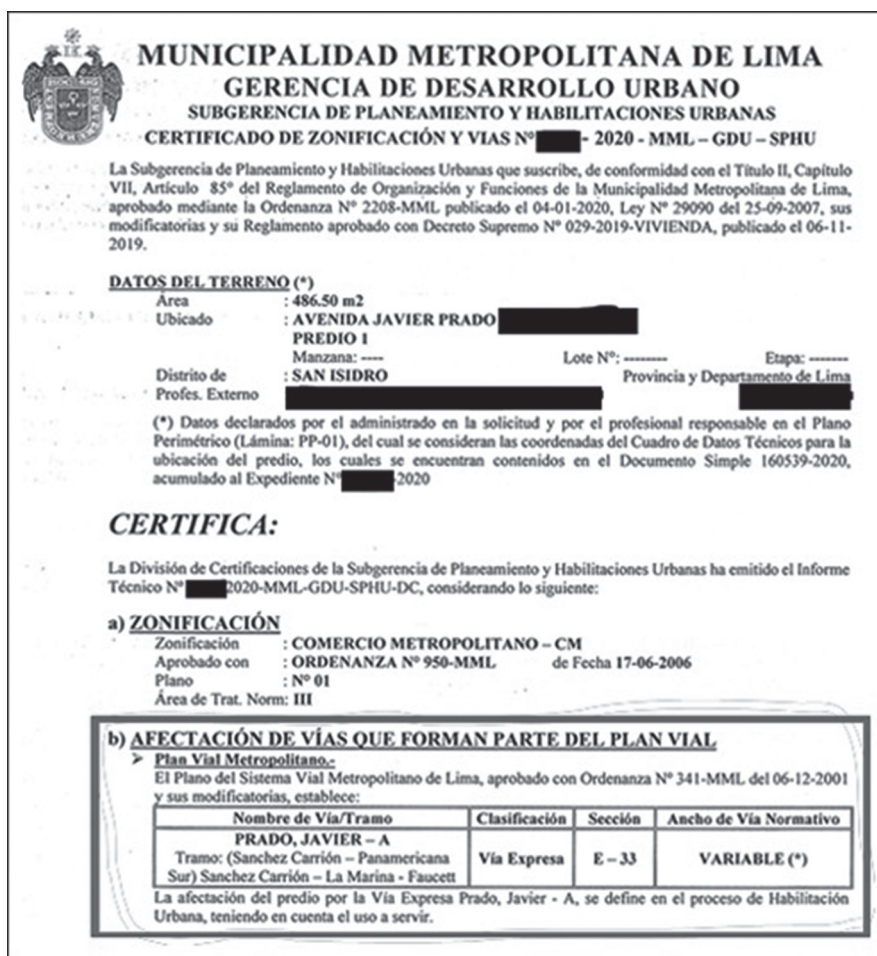 MUNICIPALIDAD METROPOLITANA DE LIMA
GERENCIA DE DESARROLLO URBANO
SUBGERENCIA DE PLANEAMIENTO Y HABILITACIONES URBANAS
CERTIFICADO DE ZONIFICACIÓN Y VIAS Nº - 2020 - MML – GDU – SPHU
La Subgerencia de Planeamiento y Habilitaciones Urbanas que suscribe, de conformidad con el Título II, Capítulo
VII, Artículo 85º del Reglamento de Organización y Funciones de la Municipalidad Metropolitana de Lima,
aprobado mediante la Ordenanza Nº 2208-MML publicado el 04-01-2020, Ley Nº 29090 del 25-09-2007, sus
modificatorias y su Reglamento aprobado con Decreto Supremo Nº 029-2019-VIVIENDA, publicado el 06-11-
2019.
DATOS DEL TERRENO (*)
Área : 486.50 m2
Ubicado : AVENIDA JAVIER PRADO
PREDIO 1
Manzana: ---- Lote Nº: -------- Etapa: -------
Distrito de : SAN ISIDRO Provincia y Departamento de Lima
Profes. Externo
(*) Datos declarados por el administrado en la solicitud y por el profesional responsable en el Plano
Perimétrico (Lámina: PP-01), del cual se consideran las coordenadas del Cuadro de Datos Técnicos para la
ubicación del predio, los cuales se encuentran contenidos en el Documento Simple 160539-2020,
acumulado al Expediente Nº -2020
CERTIFICA:
La División de Certificaciones de la Subgerencia de Planeamiento y Habilitaciones Urbanas ha emitido el Informe
Técnico Nº 2020-MML-GDU-SPHU-DC, considerando lo siguiente:
a) ZONIFICACIÓN
Zonificación : COMERCIO METROPOLITANO – CM
Aprobado con : ORDENANZA Nº 950-MML de Fecha 17-06-2006
Plano : Nº 01
Área de Trat. Norm: III
b) AFECTACIÓN DE VÍAS QUE FORMAN PARTE DEL PLAN VIAL
➢ Plan Vial Metropolitano.-
El Plano del Sistema Vial Metropolitano de Lima, aprobado con Ordenanza Nº 341-MML del 06-12-2001
y sus modificatorias, establece:
Nombre de Vía/Tramo Clasificación Sección Ancho de Vía Normativo
PRADO, JAVIER – A
Tramo: (Sanchez Carrión – Panamericana
Sur) Sanchez Carrión – La Marina - Faucett
Vía Expresa E – 33 VARIABLE (*)
La afectación del predio por la Vía Expresa Prado, Javier - A, se define en el proceso de Habilitación
Urbana, teniendo en cuenta el uso a servir.